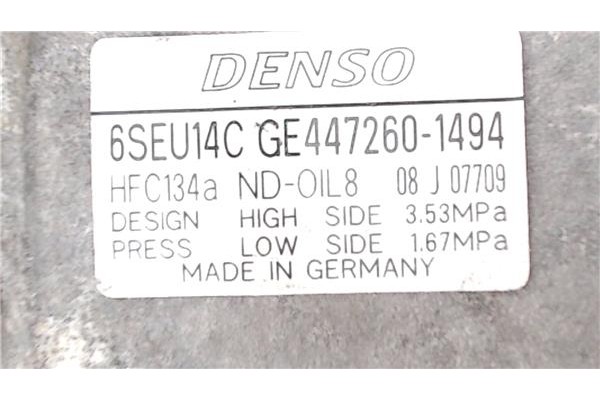 DENSO
6SEU14C GE447260-1494
HFC134a ND-OIL8 08 J 07709
DESIGN HIGH SIDE 3.53MPa
PRESS LOW SIDE 1.67MPa
MADE IN GERMANY